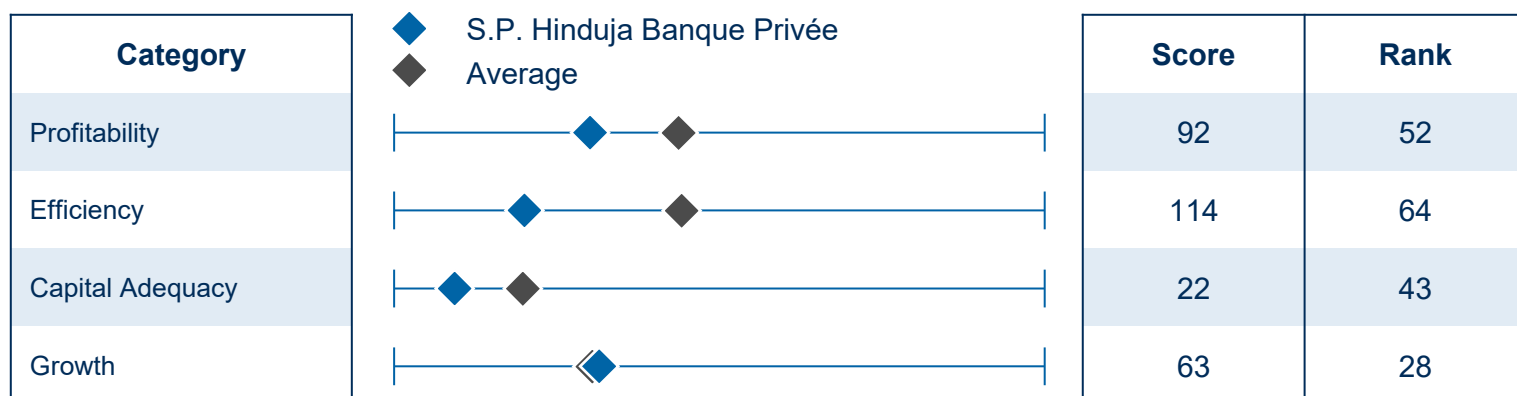 Category
S.P. Hinduja Banque Privée
Average
Score Rank
Profitability 92 52
Efficiency 114 64
Capital Adequacy 22 43
Growth 63 28